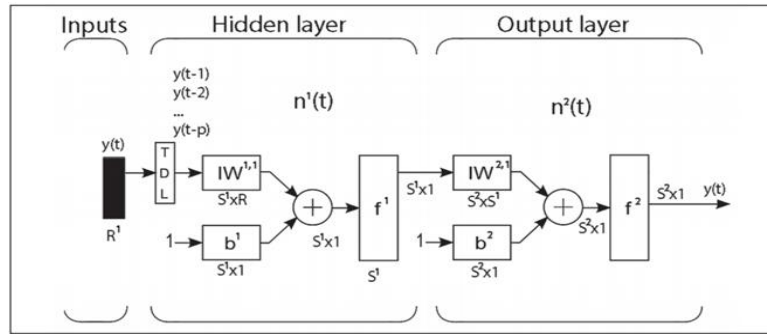 Inputs
Hidden layer
Output layer
y(t-1)
y(t-2)
...
y(t-p)
n¹(t)
n²(t)
y(t)
R¹
T
D
L
IW¹,¹
S¹xR
1
b¹
S¹x1
+
S¹x1
f¹
S¹
S¹x1
IW²,¹
S²xS¹
1
b²
S²x1
+
S²x1
f²
S²x1
y(t)